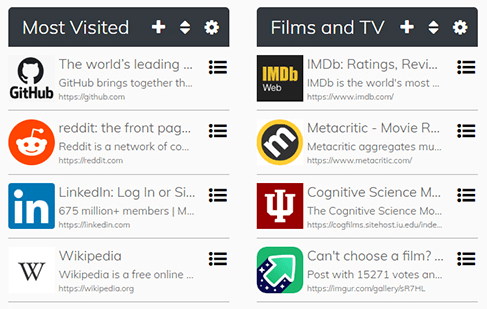 Most Visited
The world's leading ...
GitHub
GitHub brings together th...
https://github.com
reddit: the front pag...
Reddit is a network of co...
https://reddit.com
in
LinkedIn: Log In or Si...
675 million+ members | M...
https://linkedin.com
W
Wikipedia
Wikipedia is a free online ...
https://wikipedia.org
Films and TV
IMDb
Web
IMDb: Ratings, Revi...
IMDb is the world's most ...
https://www.imdb.com/
m
Metacritic - Movie R...
Metacritic aggregates mu...
https://www.metacritic.com/
Cognitive Science M...
The Cognitive Science Mo...
https://cogfilms.sitehost.iu.edu/inde...
Can't choose a film? ...
Post with 15271 votes an...
https://imgur.com/gallery/sR7HL